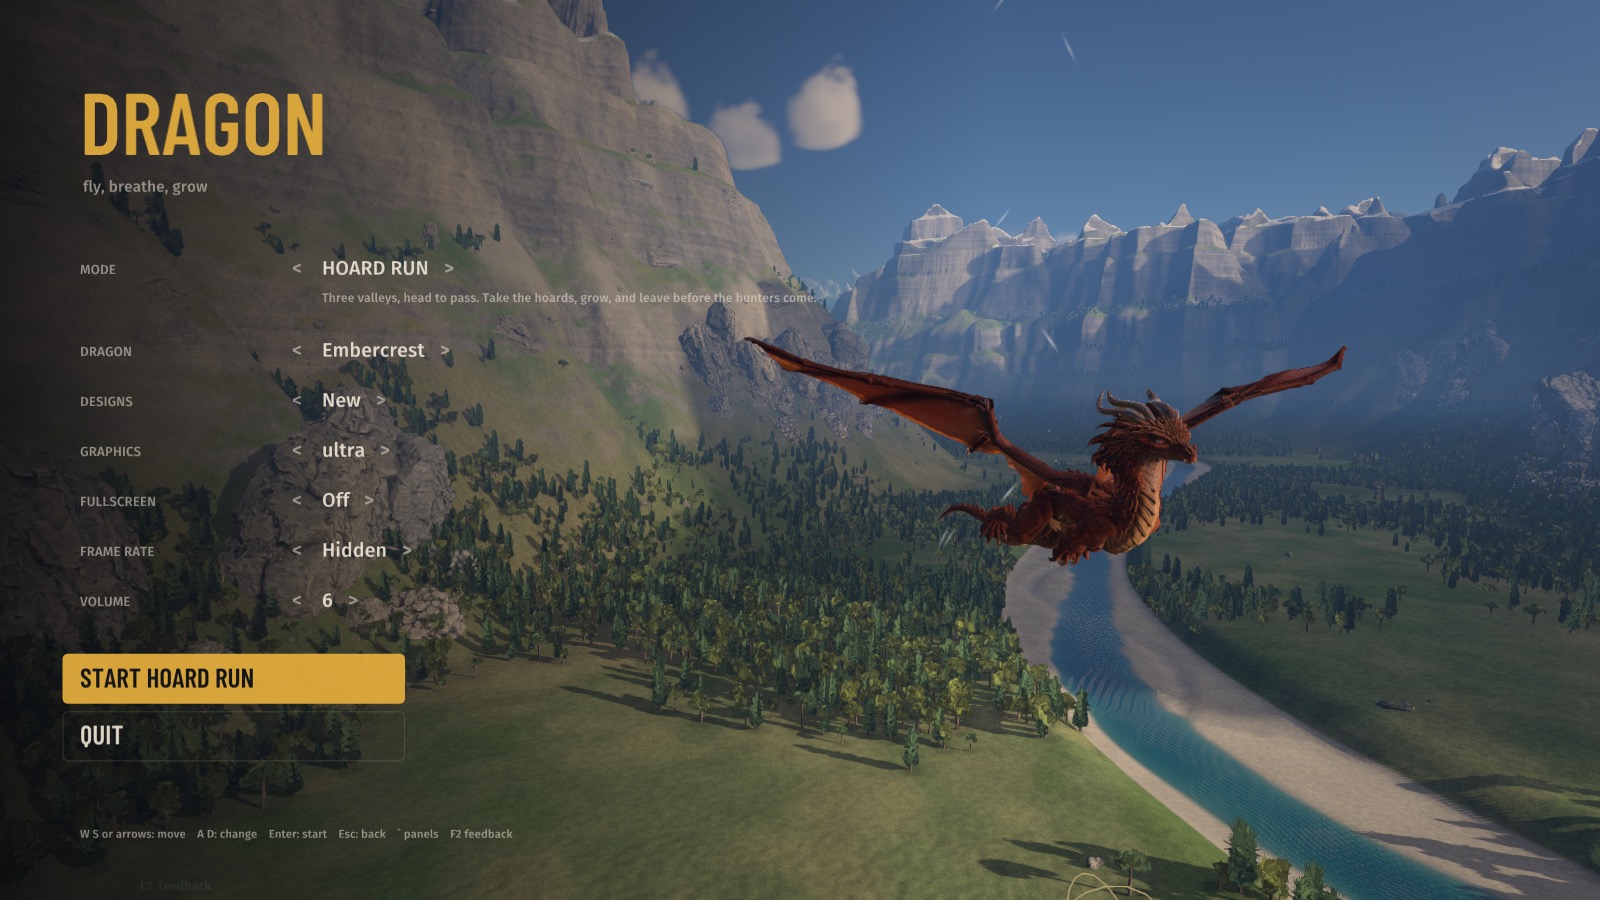 DRAGON
fly, breathe, grow
MODE < HOARD RUN >
Three valleys, head to pass. Take the hoards, grow, and leave before the hunters come.
DRAGON < Embercrest >
DESIGNS < New >
GRAPHICS < ultra >
FULLSCREEN < Off >
FRAME RATE < Hidden >
VOLUME < 6 >
START HOARD RUN
QUIT
W S or arrows: move A D: change Enter: start Esc: back ` panels F2 feedback
F2 feedback